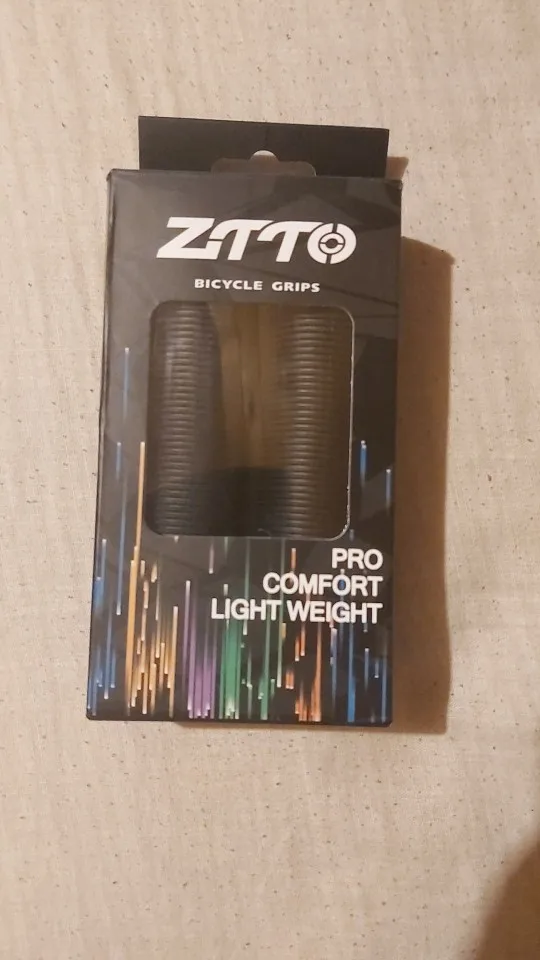 ZTTO
BICYCLE GRIPS
PRO
COMFORT
LIGHT WEIGHT